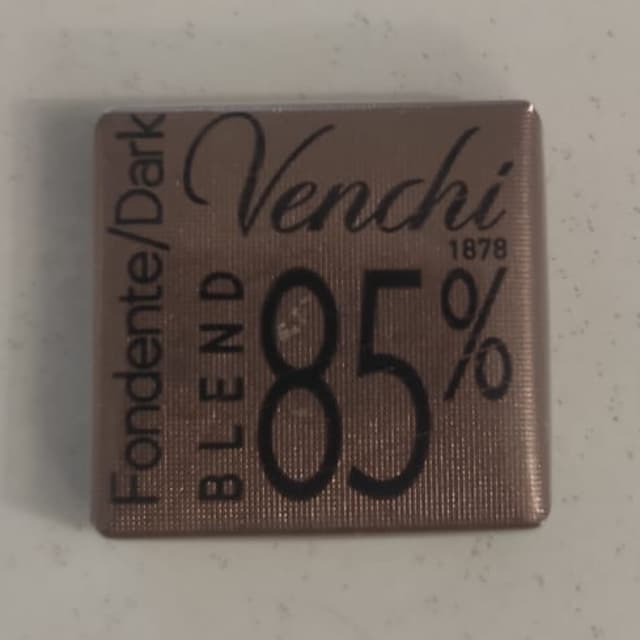 Venchi
1878
Fondente/Dark
BLEND
85%